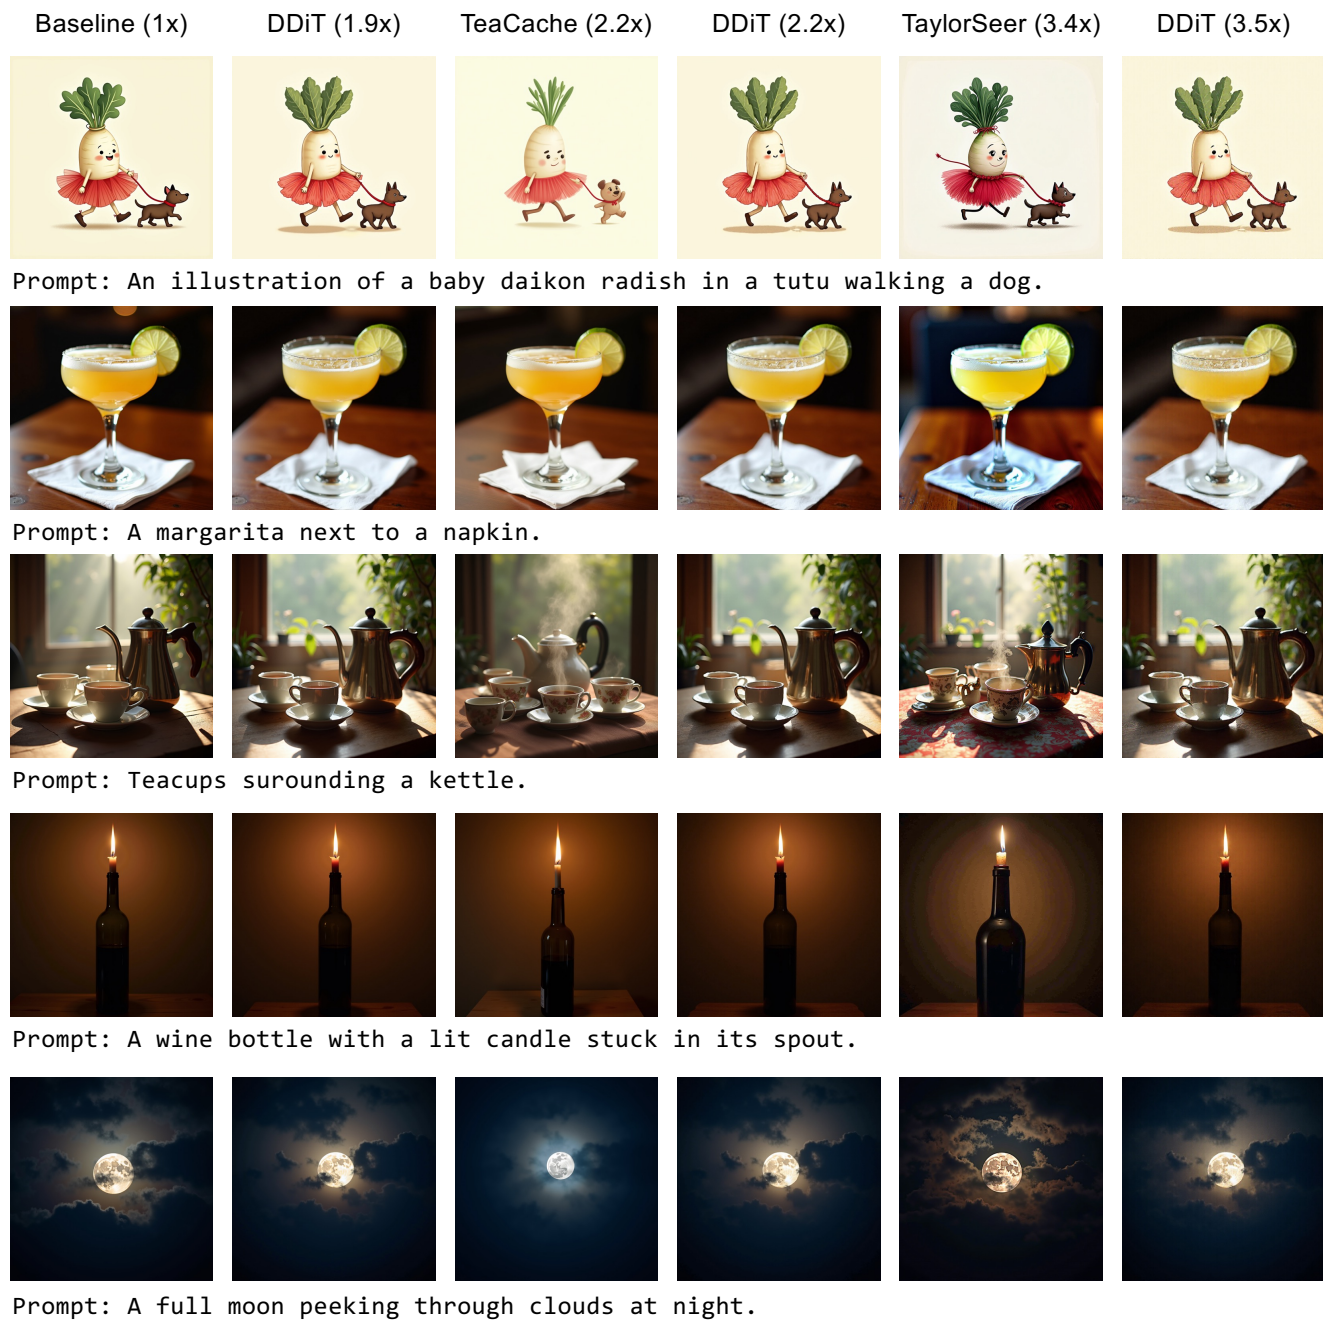 Baseline (1x) DDiT (1.9x) TeaCache (2.2x) DDiT (2.2x) TaylorSeer (3.4x) DDiT (3.5x)
Prompt: An illustration of a baby daikon radish in a tutu walking a dog.
Prompt: A margarita next to a napkin.
Prompt: Teacups surounding a kettle.
Prompt: A wine bottle with a lit candle stuck in its spout.
Prompt: A full moon peeking through clouds at night.